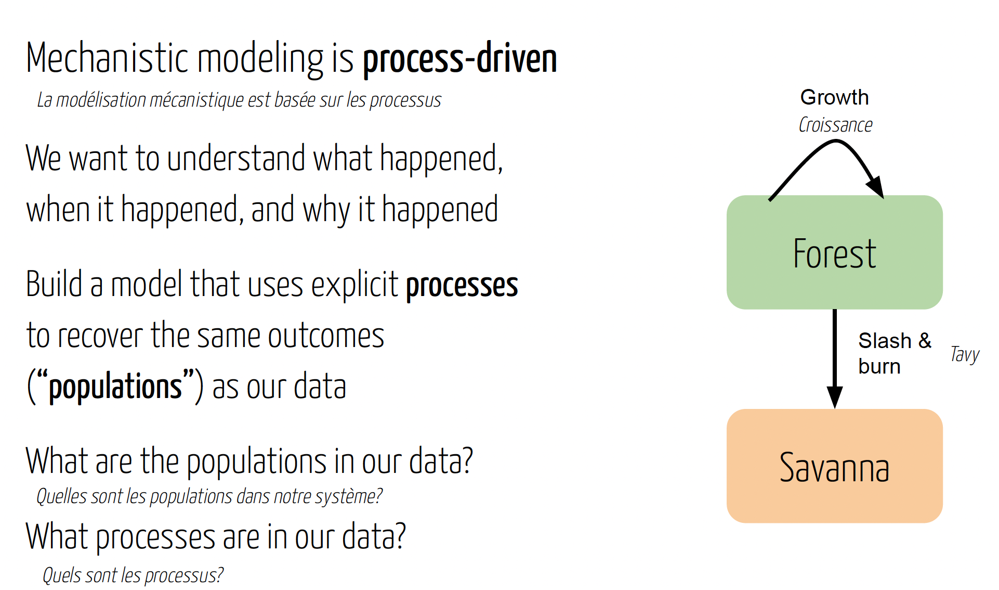 Mechanistic modeling is process-driven
La modélisation mécanistique est basée sur les processus
We want to understand what happened,
when it happened, and why it happened
Build a model that uses explicit processes
to recover the same outcomes
(“populations”) as our data
What are the populations in our data?
Quelles sont les populations dans notre système?
What processes are in our data?
Quels sont les processus?
Growth
Croissance
Forest
Slash &
burn
Tavy
Savanna